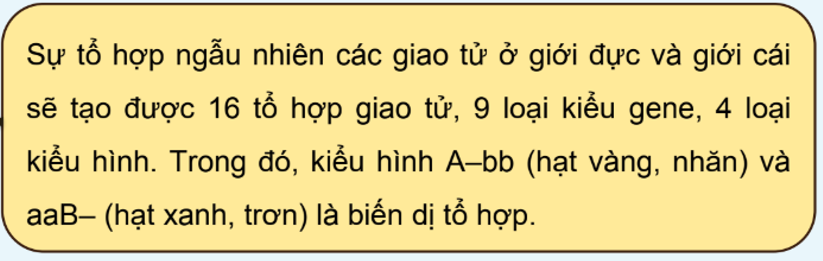 Sự tổ hợp ngẫu nhiên các giao tử ở giới đực và giới cái
sẽ tạo được 16 tổ hợp giao tử, 9 loại kiểu gene, 4 loại
kiểu hình. Trong đó, kiểu hình A–bb (hạt vàng, nhăn) và
aaB– (hạt xanh, trơn) là biến dị tổ hợp.